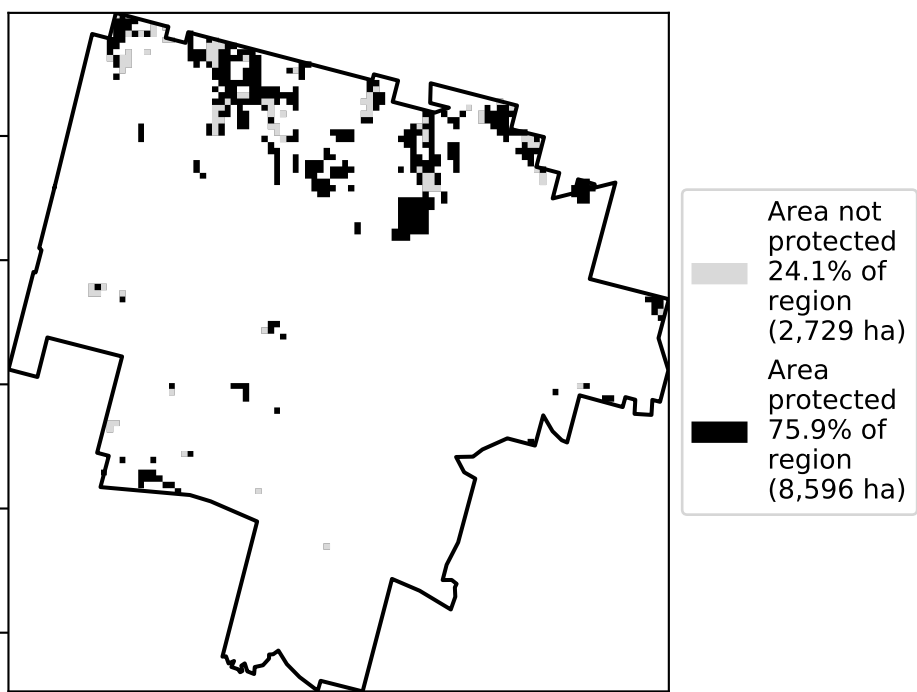 Area not
protected
24.1% of
region
(2,729 ha)
Area
protected
75.9% of
region
(8,596 ha)